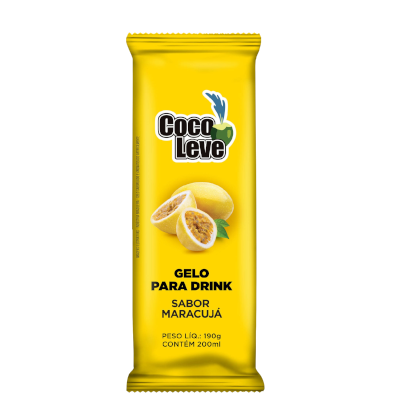 Coco
Leve
GELO
PARA DRINK
SABOR
MARACUJÁ
PESO LÍQ.: 190g
CONTÉM 200ml